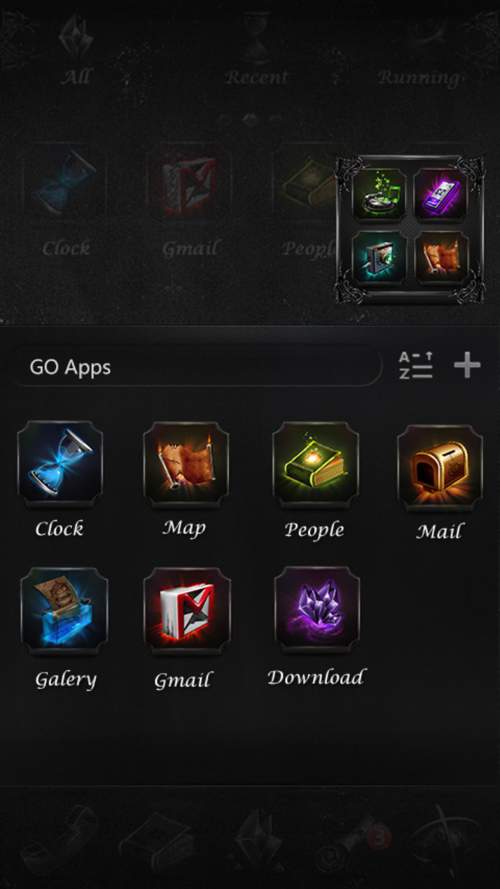 All Recent Running
Clock Gmail People
GO Apps
A
Z
Clock Map People Mail
Galery Gmail Download